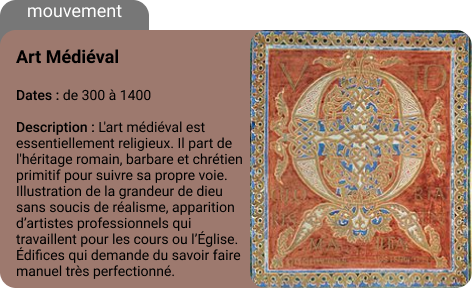 mouvement
Art Médiéval
Dates : de 300 à 1400
Description : L'art médiéval est
essentiellement religieux. Il part de
l'héritage romain, barbare et chrétien
primitif pour suivre sa propre voie.
Illustration de la grandeur de dieu
sans soucis de réalisme, apparition
d'artistes professionnels qui
travaillent pour les cours ou l'Église.
Édifices qui demande du savoir faire
manuel très perfectionné.
V D